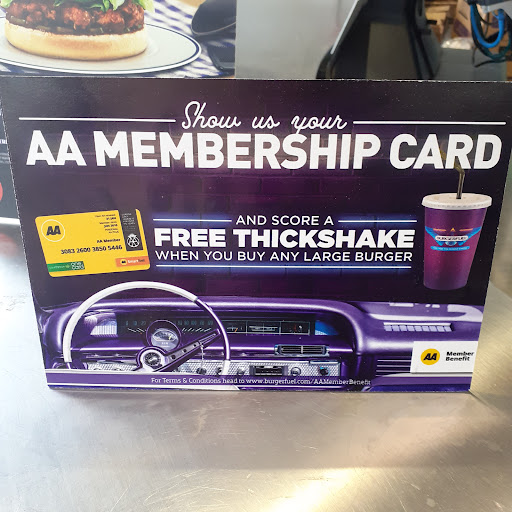 Show us your
AA MEMBERSHIP CARD
AND SCORE A
FREE THICKSHAKE
WHEN YOU BUY ANY LARGE BURGER
AA
AA Member
3083 2600 3850 5446
BURGERFUEL
AA Member
Benefit
For Terms & Conditions head to www.burgerfuel.com/AAMemberBenefit